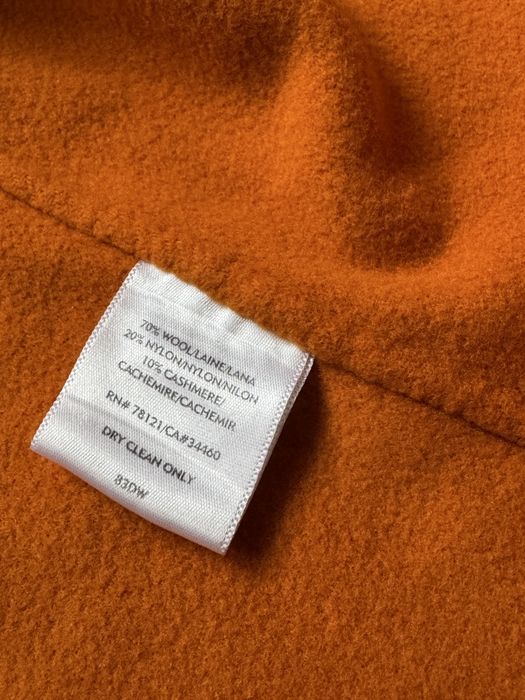 70% WOOL/LAINE/LANA
20% NYLON/NYLON/NILON
10% CASHMERE/
CACHEMIRE/CACHEMIR
RN# 78121/CA#34460
DRY CLEAN ONLY
83DW